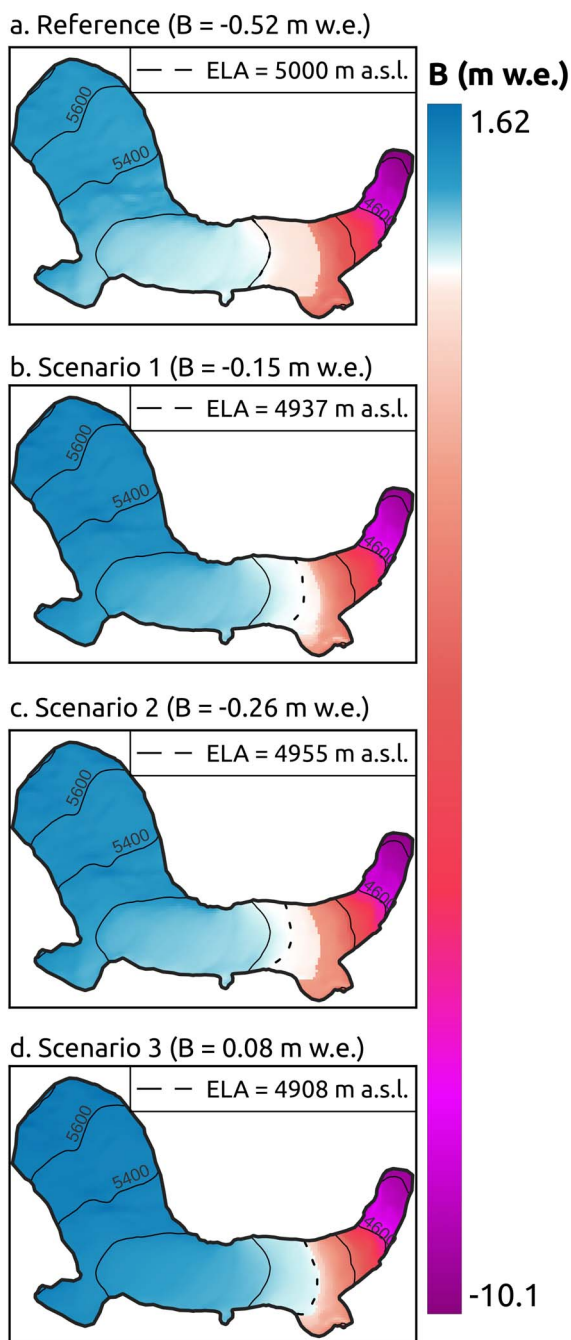 a. Reference (B = -0.52 m w.e.)
ELA = 5000 m a.s.l.
B (m w.e.)
1.62
5600
5400
4600
b. Scenario 1 (B = -0.15 m w.e.)
ELA = 4937 m a.s.l.
5600
5400
4600
c. Scenario 2 (B = -0.26 m w.e.)
ELA = 4955 m a.s.l.
5600
5400
4600
d. Scenario 3 (B = 0.08 m w.e.)
ELA = 4908 m a.s.l.
5600
5400
4600
-10.1